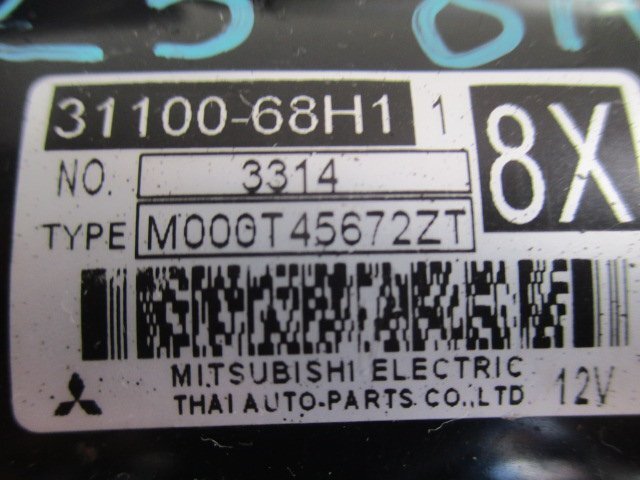 31100-68H1 1
8X
NO. 3314
TYPE M000T45672ZT
MITSUBISHI ELECTRIC
THAI AUTO-PARTS CO.,LTD 12V